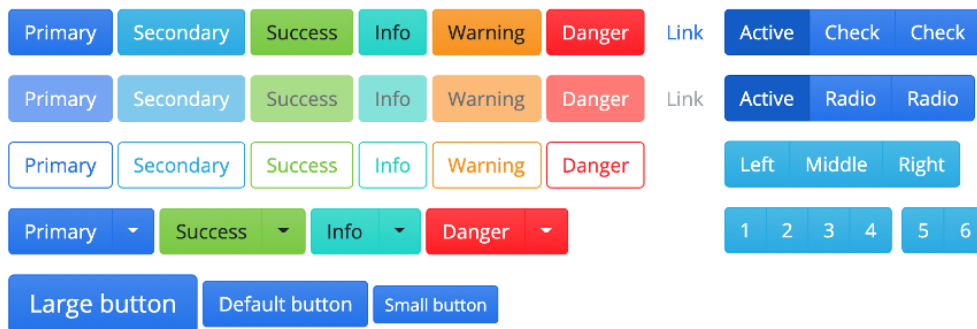 Primary Secondary Success Info Warning Danger Link Active Check Check
Primary Secondary Success Info Warning Danger Link Active Radio Radio
Primary Secondary Success Info Warning Danger Left Middle Right
Primary Success Info Danger 1 2 3 4 5 6
Large button Default button Small button